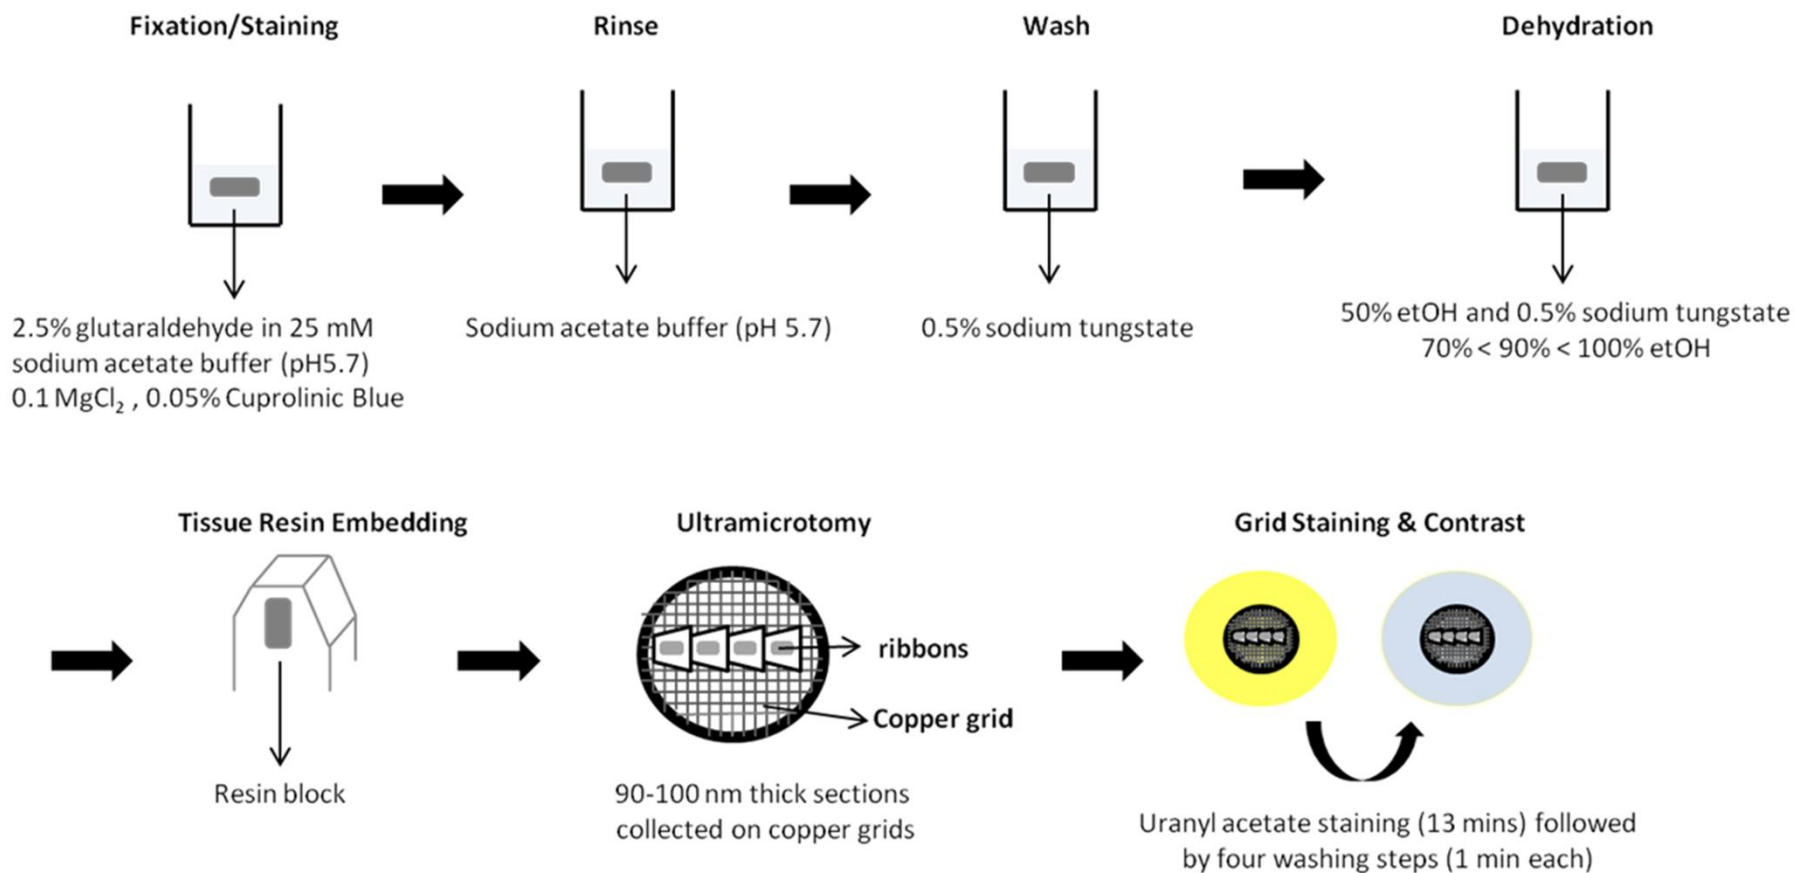 Fixation/Staining
Rinse
Wash
Dehydration
2.5% glutaraldehyde in 25 mM
sodium acetate buffer (pH5.7)
0.1 MgCl₂ , 0.05% Cuprolinic Blue
Sodium acetate buffer (pH 5.7)
0.5% sodium tungstate
50% etOH and 0.5% sodium tungstate
70% < 90% < 100% etOH
Tissue Resin Embedding
Ultramicrotomy
Grid Staining & Contrast
ribbons
Copper grid
Resin block
90-100 nm thick sections
collected on copper grids
Uranyl acetate staining (13 mins) followed
by four washing steps (1 min each)